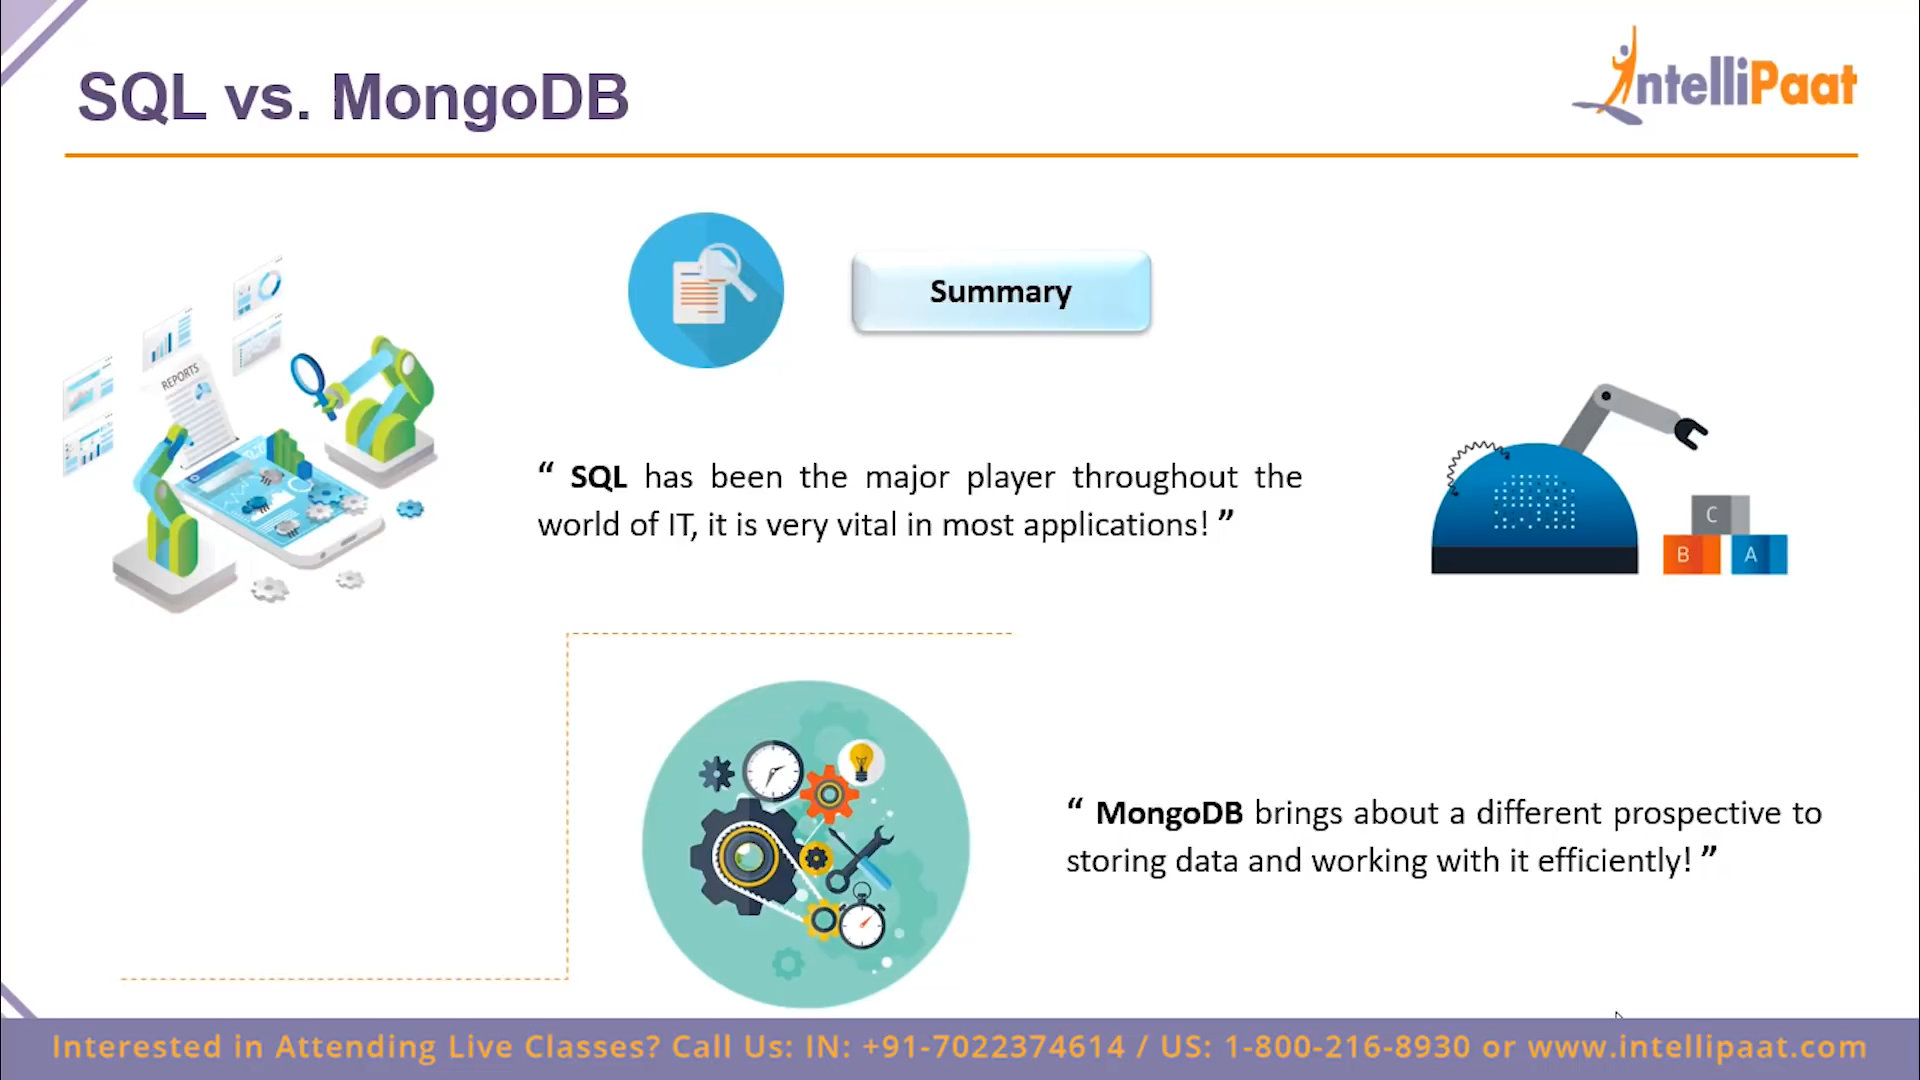 SQL vs. MongoDB
IntelliPaat
Summary
REPORTS
“ SQL has been the major player throughout the
world of IT, it is very vital in most applications! ”
C
B A
“ MongoDB brings about a different prospective to
storing data and working with it efficiently! ”
Interested in Attending Live Classes? Call Us: IN: +91-7022374614 / US: 1-800-216-8930 or www.intellipaat.com